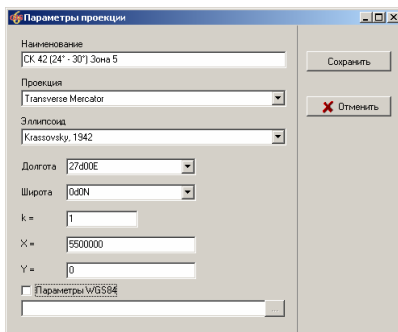 Параметры проекции
Наименование
СК 42 (24° - 30°) Зона 5
Сохранить
Проекция
Transverse Mercator
Отменить
Эллипсоид
Krassovsky, 1942
Долгота 27d00E
Широта 0d0N
k = 1
X = 5500000
Y = 0
Параметры WGS84
...